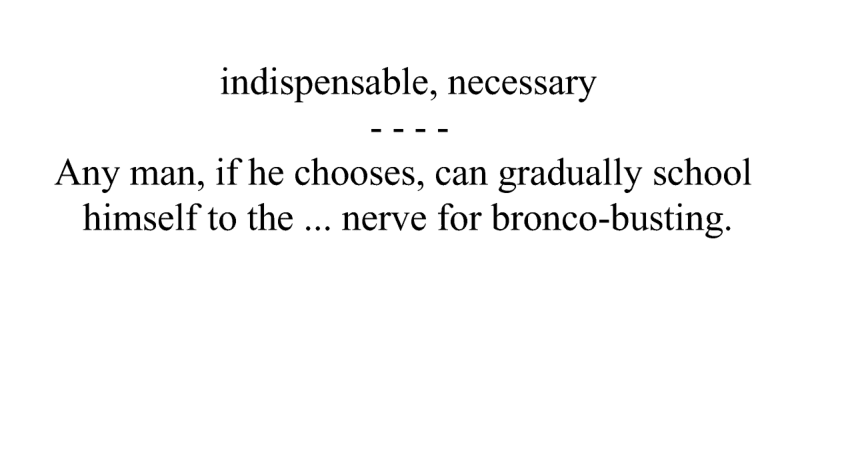 indispensable, necessary
- - - -
Any man, if he chooses, can gradually school
himself to the ... nerve for bronco-busting.